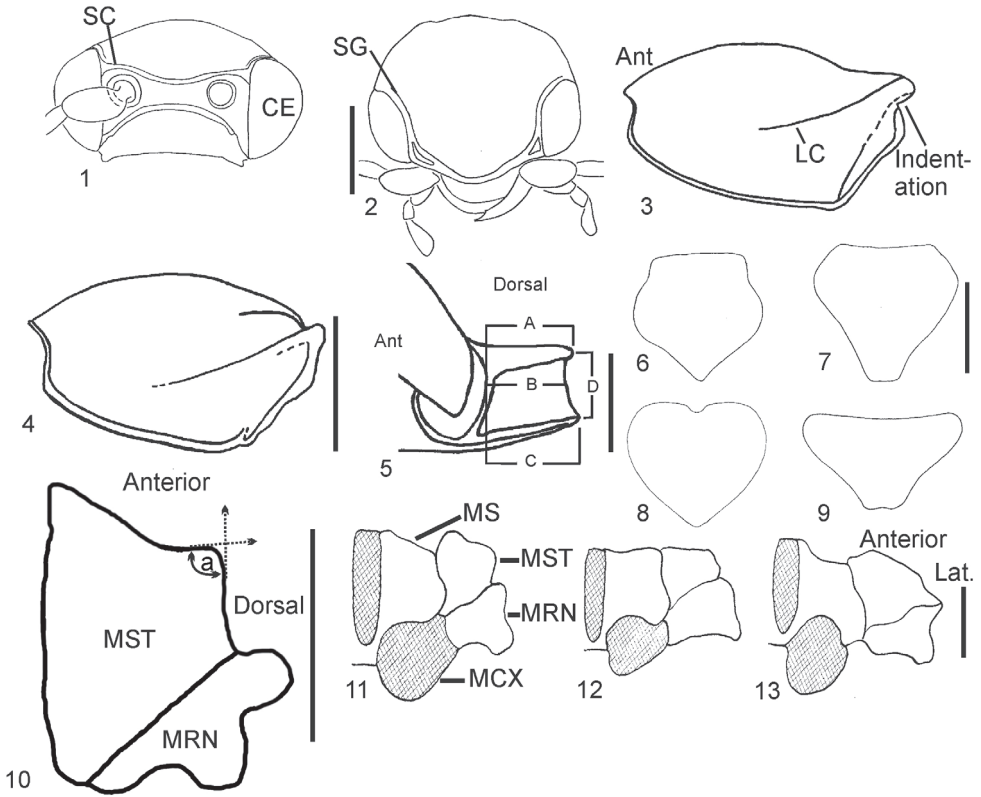 SC
CE
1
SG
2
Ant
LC
Indent-
ation
3
4
Dorsal
Ant
A
B
C
D
5
6
7
8
9
Anterior
a
Dorsal
MST
MRN
10
MS
MST
MRN
MCX
11
12
Anterior
Lat.
13